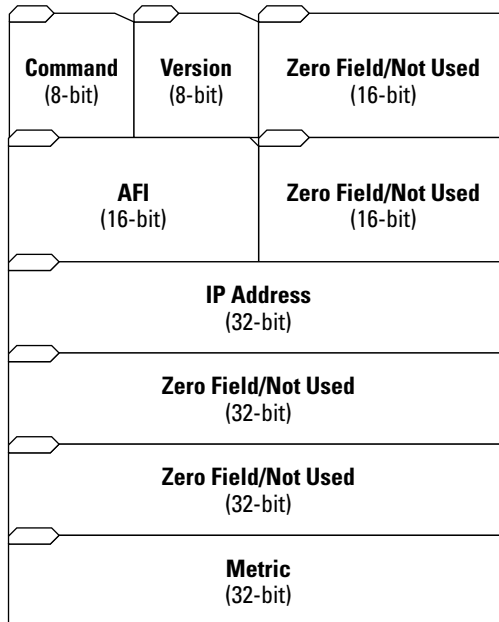 Command
(8-bit)
Version
(8-bit)
Zero Field/Not Used
(16-bit)
AFI
(16-bit)
Zero Field/Not Used
(16-bit)
IP Address
(32-bit)
Zero Field/Not Used
(32-bit)
Zero Field/Not Used
(32-bit)
Metric
(32-bit)